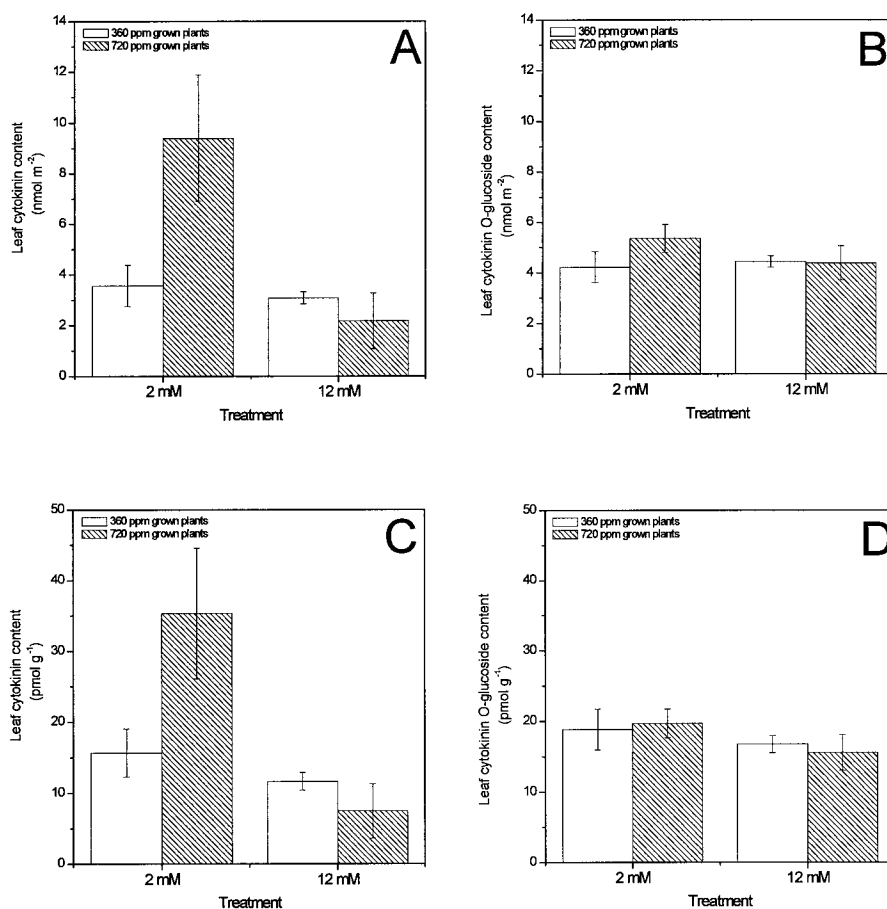 A
360 ppm grown plants
720 ppm grown plants
Leaf cytokinin content
(nmol m⁻²)
14
12
10
8
6
4
2
0
2 mM
12 mM
Treatment
B
360 ppm grown plants
720 ppm grown plants
Leaf cytokinin O-glucoside content
(nmol m⁻²)
14
12
10
8
6
4
2
0
2 mM
12 mM
Treatment
C
360 ppm grown plants
720 ppm grown plants
Leaf cytokinin content
(pmol g⁻¹)
50
40
30
20
10
0
2 mM
12 mM
Treatment
D
360 ppm grown plants
720 ppm grown plants
Leaf cytokinin O-glucoside content
(pmol g⁻¹)
50
40
30
20
10
0
2 mM
12 mM
Treatment